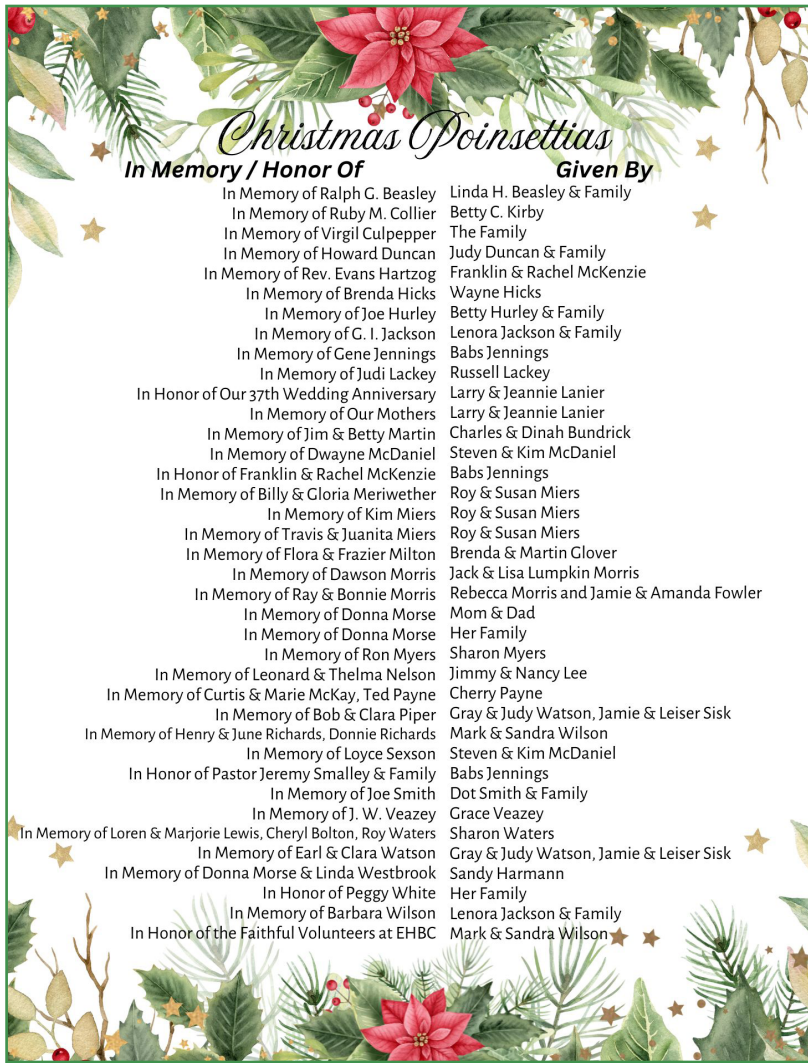 Christmas Poinsettias
In Memory / Honor Of Given By
In Memory of Ralph G. Beasley Linda H. Beasley & Family
In Memory of Ruby M. Collier Betty C. Kirby
In Memory of Virgil Culpepper The Family
In Memory of Howard Duncan Judy Duncan & Family
In Memory of Rev. Evans Hartzog Franklin & Rachel McKenzie
In Memory of Brenda Hicks Wayne Hicks
In Memory of Joe Hurley Betty Hurley & Family
In Memory of G. I. Jackson Lenora Jackson & Family
In Memory of Gene Jennings Babs Jennings
In Memory of Judi Lackey Russell Lackey
In Honor of Our 37th Wedding Anniversary Larry & Jeannie Lanier
In Memory of Our Mothers Larry & Jeannie Lanier
In Memory of Jim & Betty Martin Charles & Dinah Bundrick
In Memory of Dwayne McDaniel Steven & Kim McDaniel
In Honor of Franklin & Rachel McKenzie Babs Jennings
In Memory of Billy & Gloria Meriwether Roy & Susan Miers
In Memory of Kim Miers Roy & Susan Miers
In Memory of Travis & Juanita Miers Roy & Susan Miers
In Memory of Flora & Frazier Milton Brenda & Martin Glover
In Memory of Dawson Morris Jack & Lisa Lumpkin Morris
In Memory of Ray & Bonnie Morris Rebecca Morris and Jamie & Amanda Fowler
In Memory of Donna Morse Mom & Dad
In Memory of Donna Morse Her Family
In Memory of Ron Myers Sharon Myers
In Memory of Leonard & Thelma Nelson Jimmy & Nancy Lee
In Memory of Curtis & Marie McKay, Ted Payne Cherry Payne
In Memory of Bob & Clara Piper Gray & Judy Watson, Jamie & Leiser Sisk
In Memory of Henry & June Richards, Donnie Richards Mark & Sandra Wilson
In Memory of Loyce Sexson Steven & Kim McDaniel
In Honor of Pastor Jeremy Smalley & Family Babs Jennings
In Memory of Joe Smith Dot Smith & Family
In Memory of J. W. Veazey Grace Veazey
In Memory of Loren & Marjorie Lewis, Cheryl Bolton, Roy Waters Sharon Waters
In Memory of Earl & Clara Watson Gray & Judy Watson, Jamie & Leiser Sisk
In Memory of Donna Morse & Linda Westbrook Sandy Harmann
In Honor of Peggy White Her Family
In Memory of Barbara Wilson Lenora Jackson & Family
In Honor of the Faithful Volunteers at EHBC Mark & Sandra Wilson